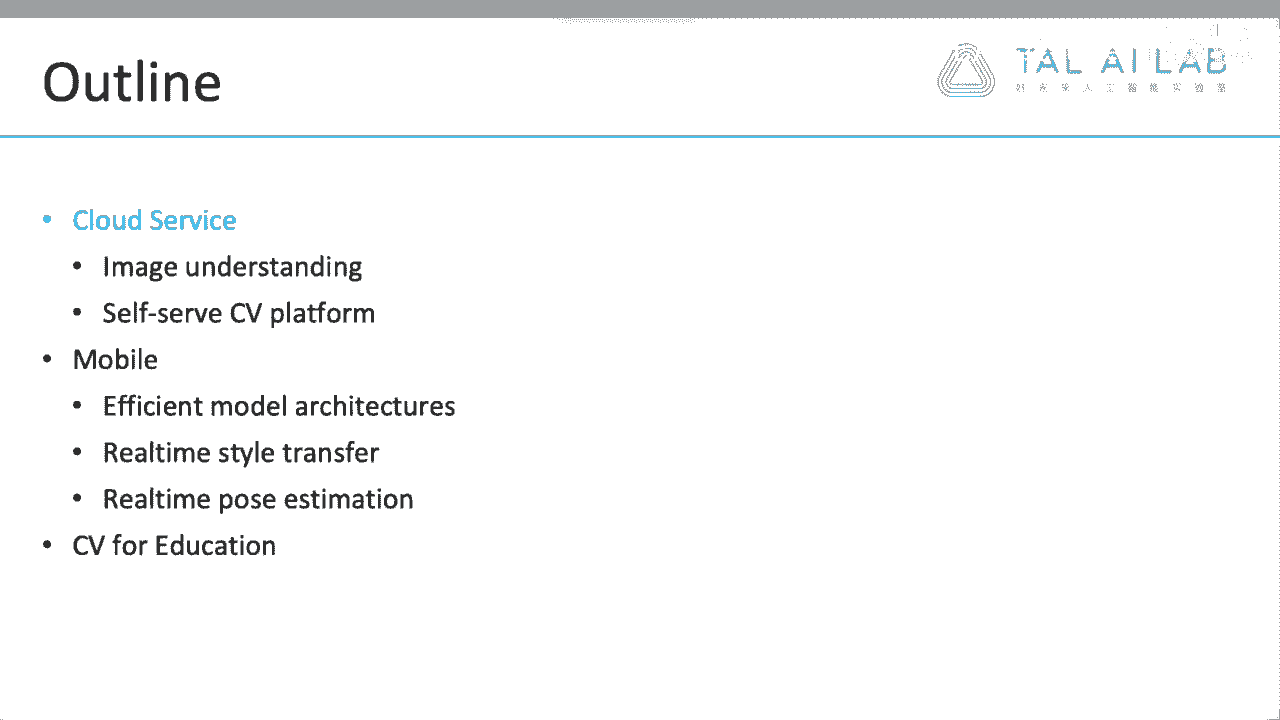 Outline
TAL AI LAB
• Cloud Service
• Image understanding
• Self-serve CV platform
• Mobile
• Efficient model architectures
• Realtime style transfer
• Realtime pose estimation
• CV for Education